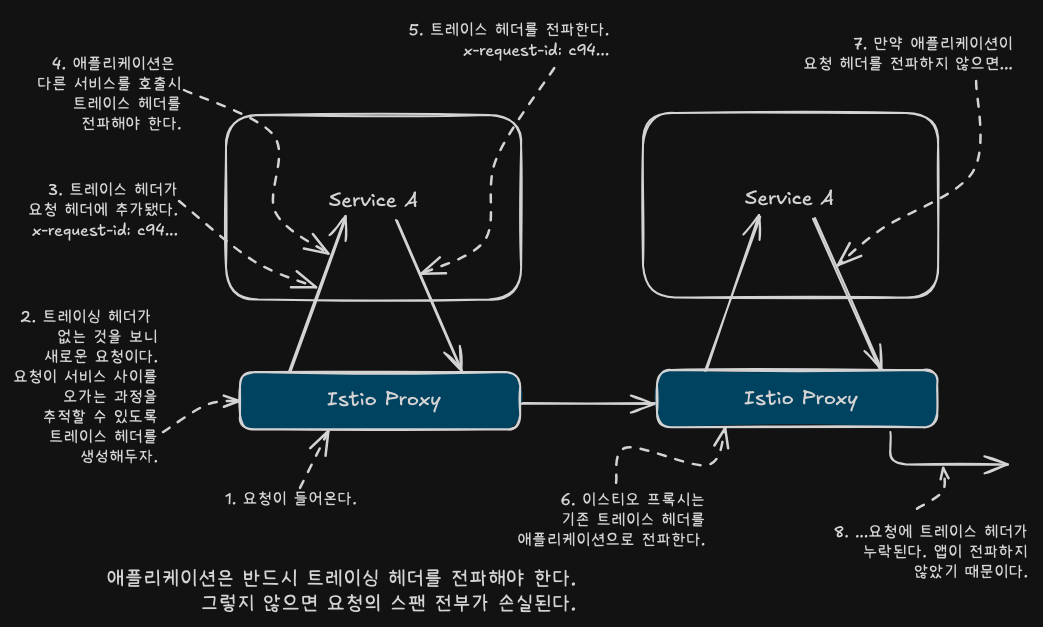 5. 트레이스 헤더를 전파한다.
x-request-id: c94...
7. 만약 애플리케이션이
요청 헤더를 전파하지 않으면...
4. 애플리케이션은
다른 서비스를 호출시
트레이스 헤더를
전파해야 한다.
3. 트레이스 헤더가
요청 헤더에 추가됐다.
x-request-id: c94...
Service A
Service A
2. 트레이싱 헤더가
없는 것을 보니
새로운 요청이다.
요청이 서비스 사이를
오가는 과정을
추적할 수 있도록
트레이스 헤더를
생성해두자.
Istio Proxy
Istio Proxy
1. 요청이 들어온다.
6. 이스티오 프록시는
기존 트레이스 헤더를
애플리케이션으로 전파한다.
8. ...요청에 트레이스 헤더가
누락된다. 앱이 전파하지
않았기 때문이다.
애플리케이션은 반드시 트레이싱 헤더를 전파해야 한다.
그렇지 않으면 요청의 스팬 전부가 손실된다.